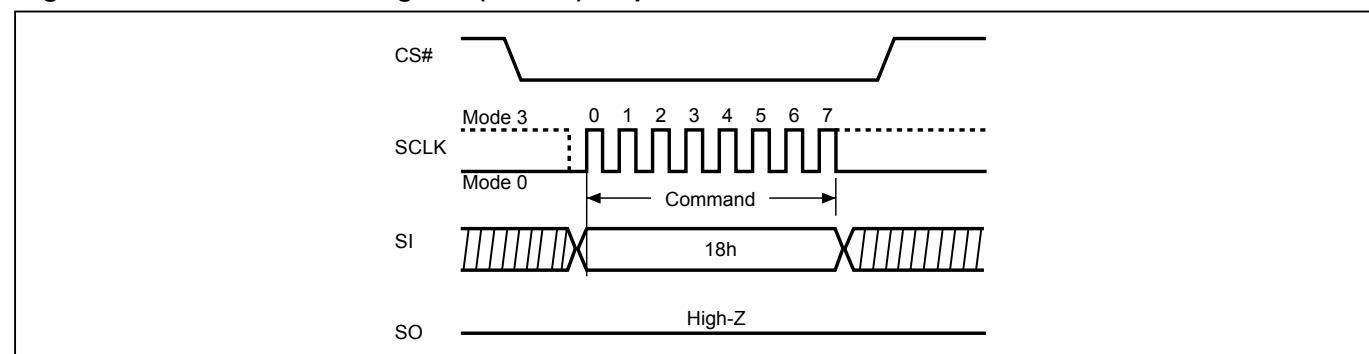 CS#
Mode 3
0 1 2 3 4 5 6 7
SCLK
Mode 0
Command
SI
18h
High-Z
SO